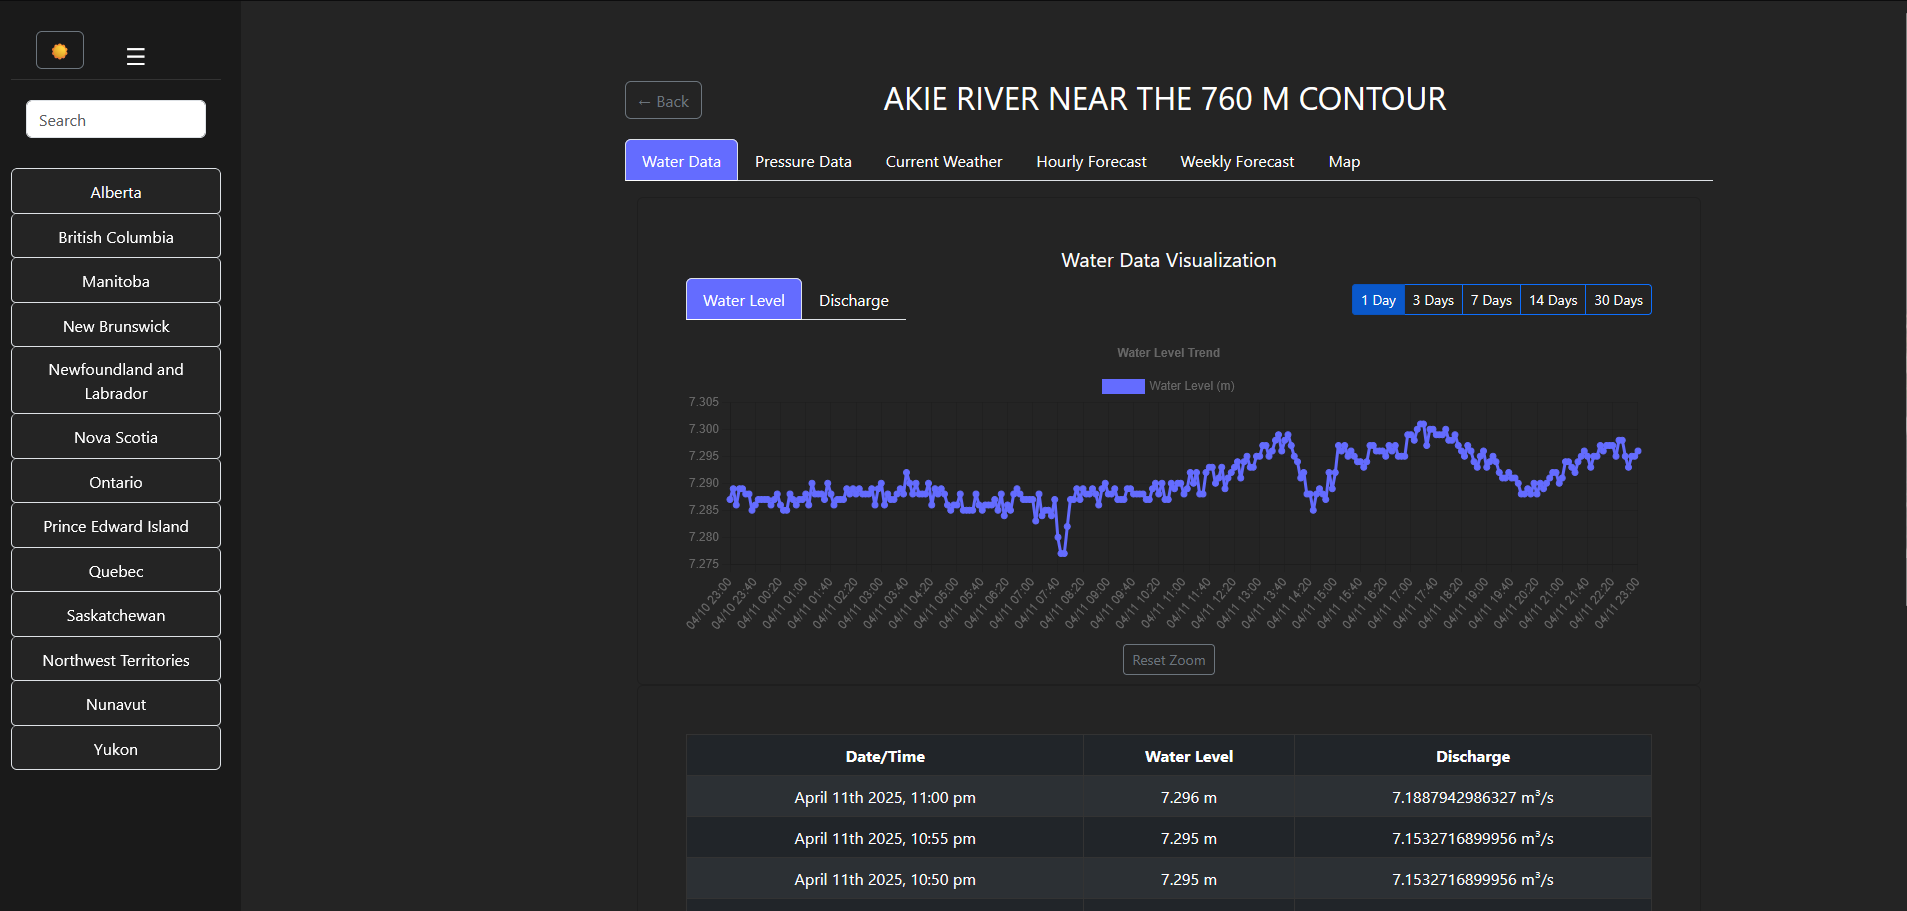 ☰
Search
Alberta
British Columbia
Manitoba
New Brunswick
Newfoundland and
Labrador
Nova Scotia
Ontario
Prince Edward Island
Quebec
Saskatchewan
Northwest Territories
Nunavut
Yukon
← Back
AKIE RIVER NEAR THE 760 M CONTOUR
Water Data Pressure Data Current Weather Hourly Forecast Weekly Forecast Map
Water Data Visualization
Water Level Discharge
1 Day 3 Days 7 Days 14 Days 30 Days
Water Level Trend
Water Level (m)
7.305
7.300
7.295
7.290
7.285
7.280
7.275
04/10 23:00 04/10 23:40 04/11 00:20 04/11 01:00 04/11 01:40 04/11 02:20 04/11 03:00 04/11 03:40 04/11 04:20 04/11 05:00 04/11 05:40 04/11 06:20 04/11 07:00 04/11 07:40 04/11 08:20 04/11 09:00 04/11 09:40 04/11 10:20 04/11 11:00 04/11 11:40 04/11 12:20 04/11 13:00 04/11 13:40 04/11 14:20 04/11 15:00 04/11 15:40 04/11 16:20 04/11 17:00 04/11 17:40 04/11 18:20 04/11 19:00 04/11 19:40 04/11 20:20 04/11 21:00 04/11 21:40 04/11 22:20 04/11 23:00
Reset Zoom
Date/Time Water Level Discharge
April 11th 2025, 11:00 pm 7.296 m 7.1887942986327 m³/s
April 11th 2025, 10:55 pm 7.295 m 7.1532716899956 m³/s
April 11th 2025, 10:50 pm 7.295 m 7.1532716899956 m³/s